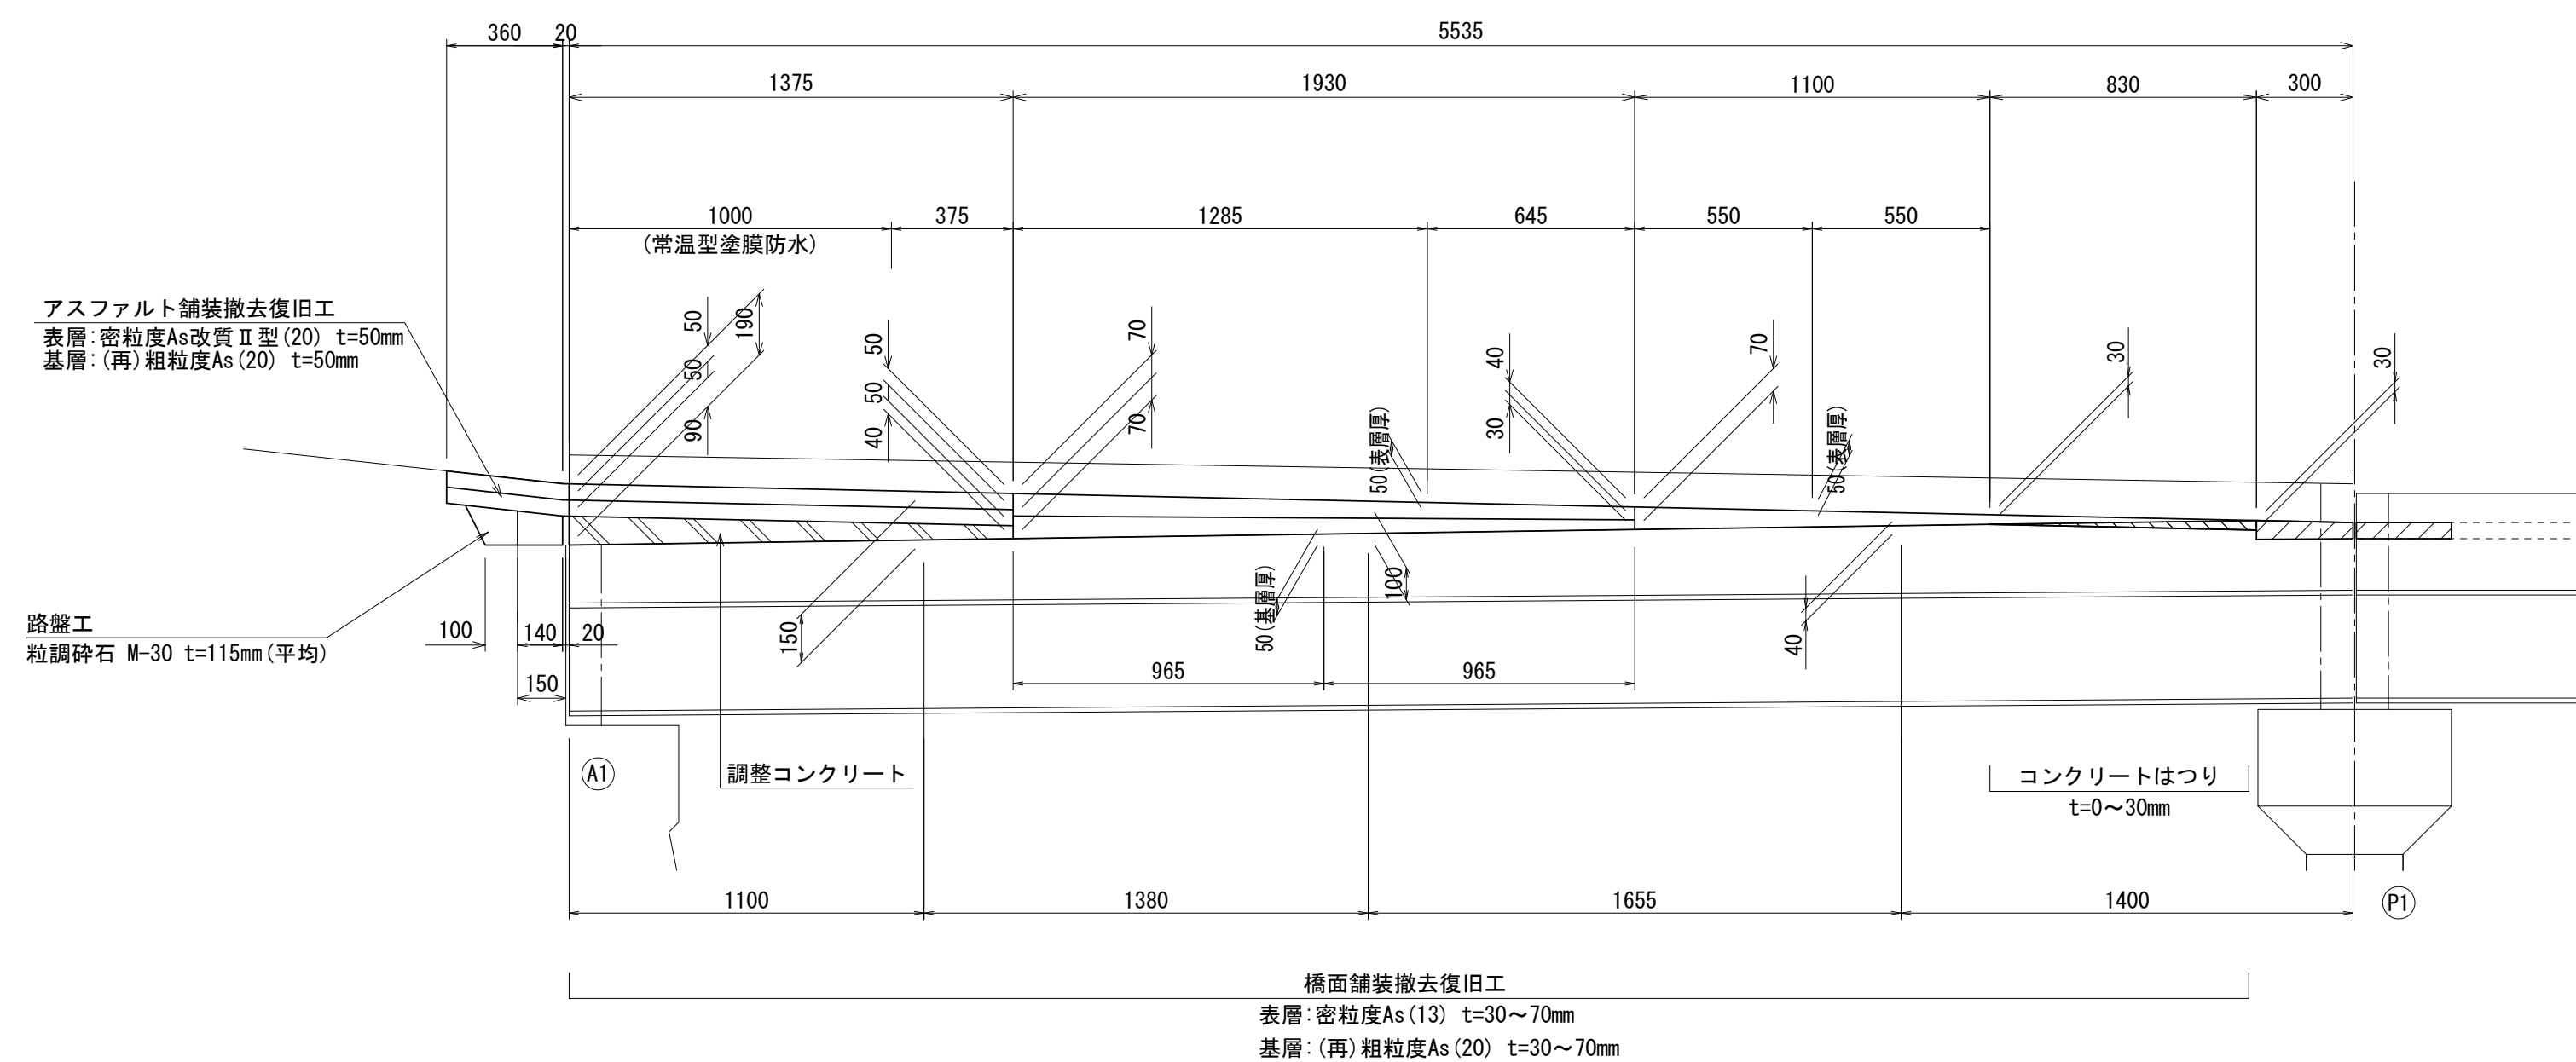 360
20
5535
1375
1930
1100
830
300
1000
375
1285
645
550
550
(常温型塗膜防水)
アスファルト舗装撤去復旧工
表層:密粒度As改質Ⅱ型(20) t=50mm
基層:(再)粗粒度As(20) t=50mm
50
190
50
90
50
50
40
70
70
50(表層厚)
40
30
70
50(表層厚)
30
30
路盤工
粒調砕石 M-30 t=115mm(平均)
100
140
20
150
150
50(基層厚)
100
40
965
965
A1
調整コンクリート
コンクリートはつり
t=0～30mm
1100
1380
1655
1400
P1
橋面舗装撤去復旧工
表層:密粒度As(13) t=30～70mm
基層:(再)粗粒度As(20) t=30～70mm